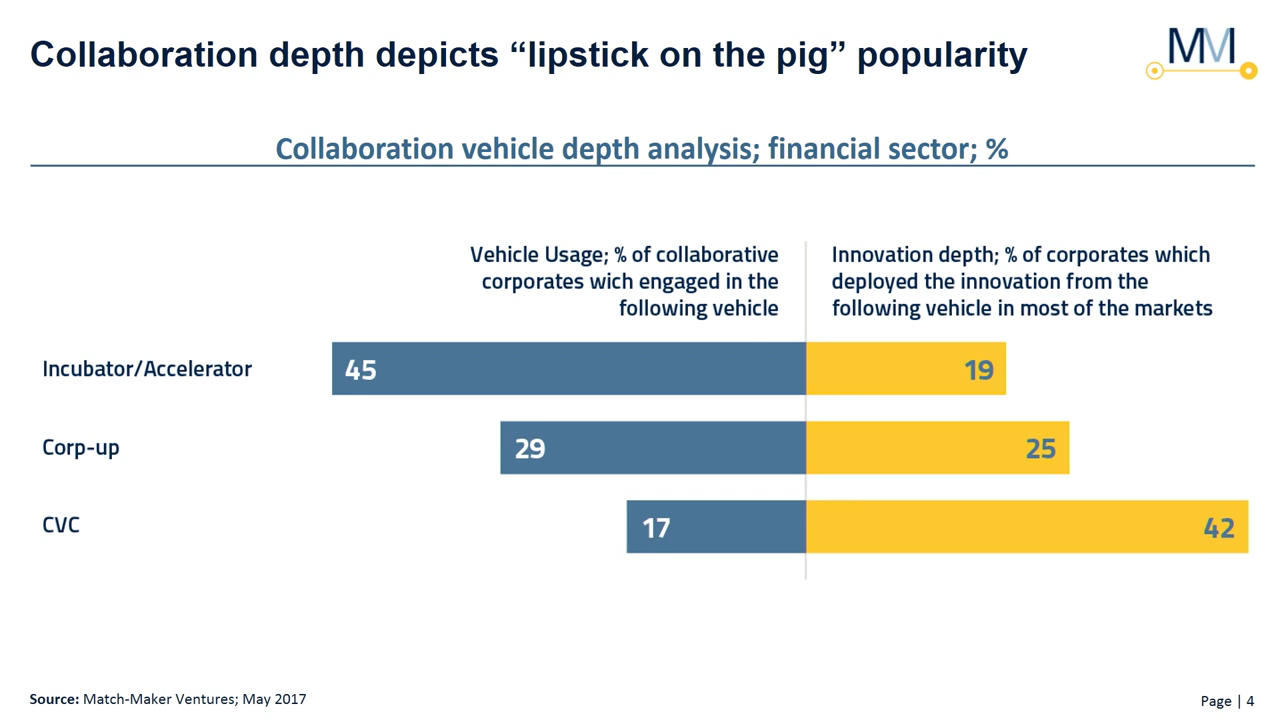 Collaboration depth depicts “lipstick on the pig” popularity
MM
Collaboration vehicle depth analysis; financial sector; %
Vehicle Usage; % of collaborative
corporates wich engaged in the
following vehicle
Innovation depth; % of corporates which
deployed the innovation from the
following vehicle in most of the markets
Incubator/Accelerator
45
19
Corp-up
29
25
CVC
17
42
Source: Match-Maker Ventures; May 2017
Page | 4